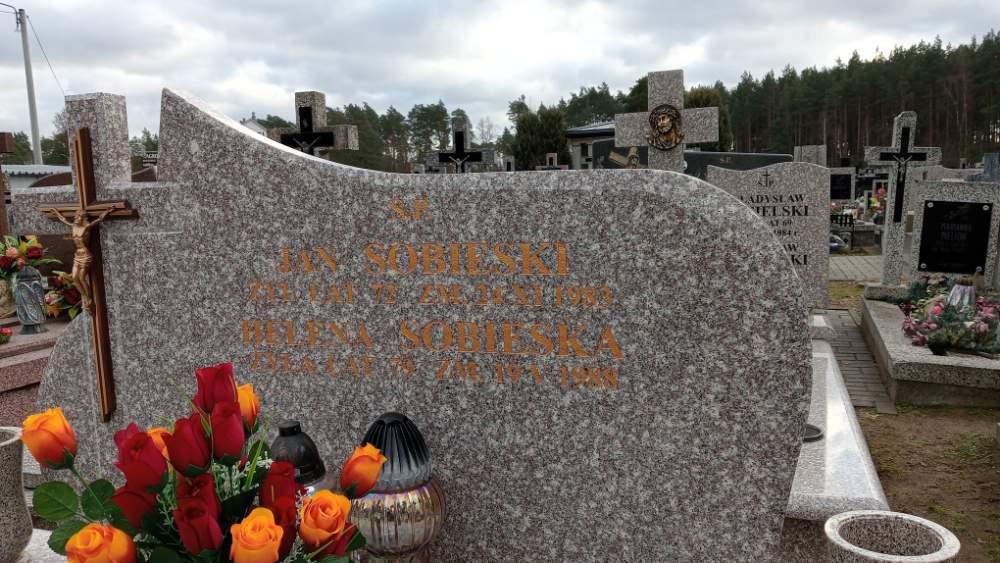 Ś.P.
JAN SOBIESKI
ŻYŁ LAT 72 ZM. 24 XI 1983
HELENA SOBIESKA
ŻYŁA LAT 79 ZM. 19 V 1988
Ś.P.